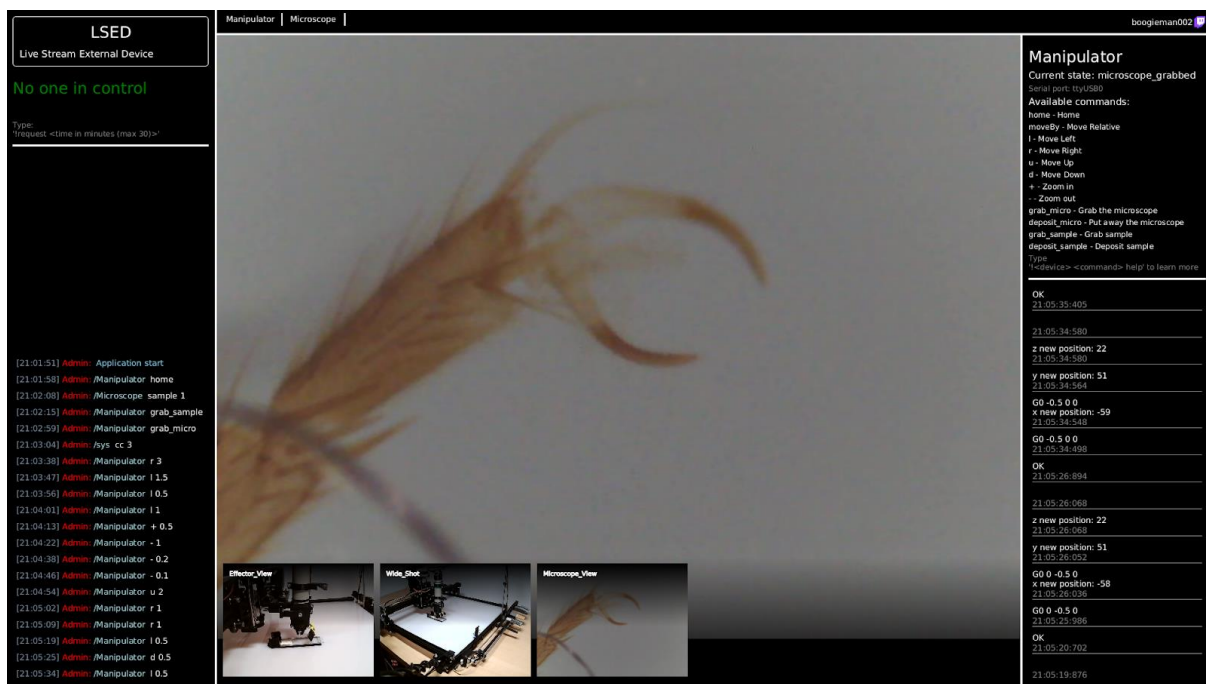 LSED
Live Stream External Device
No one in control
Type:
'!request <time in minutes (max 30)>'
[21:01:51] Admin: Application start
[21:01:58] Admin: /Manipulator home
[21:02:08] Admin: /Microscope sample 1
[21:02:15] Admin: /Manipulator grab_sample
[21:02:59] Admin: /Manipulator grab_micro
[21:03:04] Admin: /sys cc 3
[21:03:38] Admin: /Manipulator r 3
[21:03:47] Admin: /Manipulator l 1.5
[21:03:56] Admin: /Manipulator l 0.5
[21:04:01] Admin: /Manipulator l 1
[21:04:13] Admin: /Manipulator + 0.5
[21:04:22] Admin: /Manipulator - 1
[21:04:38] Admin: /Manipulator - 0.2
[21:04:46] Admin: /Manipulator - 0.1
[21:04:54] Admin: /Manipulator u 2
[21:05:02] Admin: /Manipulator r 1
[21:05:09] Admin: /Manipulator r 1
[21:05:19] Admin: /Manipulator l 0.5
[21:05:25] Admin: /Manipulator d 0.5
[21:05:34] Admin: /Manipulator l 0.5
Manipulator | Microscope |
boogieman002
Effector_View
Wide_Shot
Microscope_View
Manipulator
Current state: microscope_grabbed
Serial port: ttyUSB0
Available commands:
home - Home
moveBy - Move Relative
l - Move Left
r - Move Right
u - Move Up
d - Move Down
+ - Zoom in
- - Zoom out
grab_micro - Grab the microscope
deposit_micro - Put away the microscope
grab_sample - Grab sample
deposit_sample - Deposit sample
Type
'!<device> <command> help' to learn more
OK
21:05:35:405
21:05:34:580
z new position: 22
21:05:34:580
y new position: 51
21:05:34:564
G0 -0.5 0 0
x new position: -59
21:05:34:548
G0 -0.5 0 0
21:05:34:498
OK
21:05:26:894
21:05:26:068
z new position: 22
21:05:26:068
y new position: 51
21:05:26:052
G0 0 -0.5 0
x new position: -58
21:05:26:036
G0 0 -0.5 0
21:05:25:986
OK
21:05:20:702
21:05:19:876